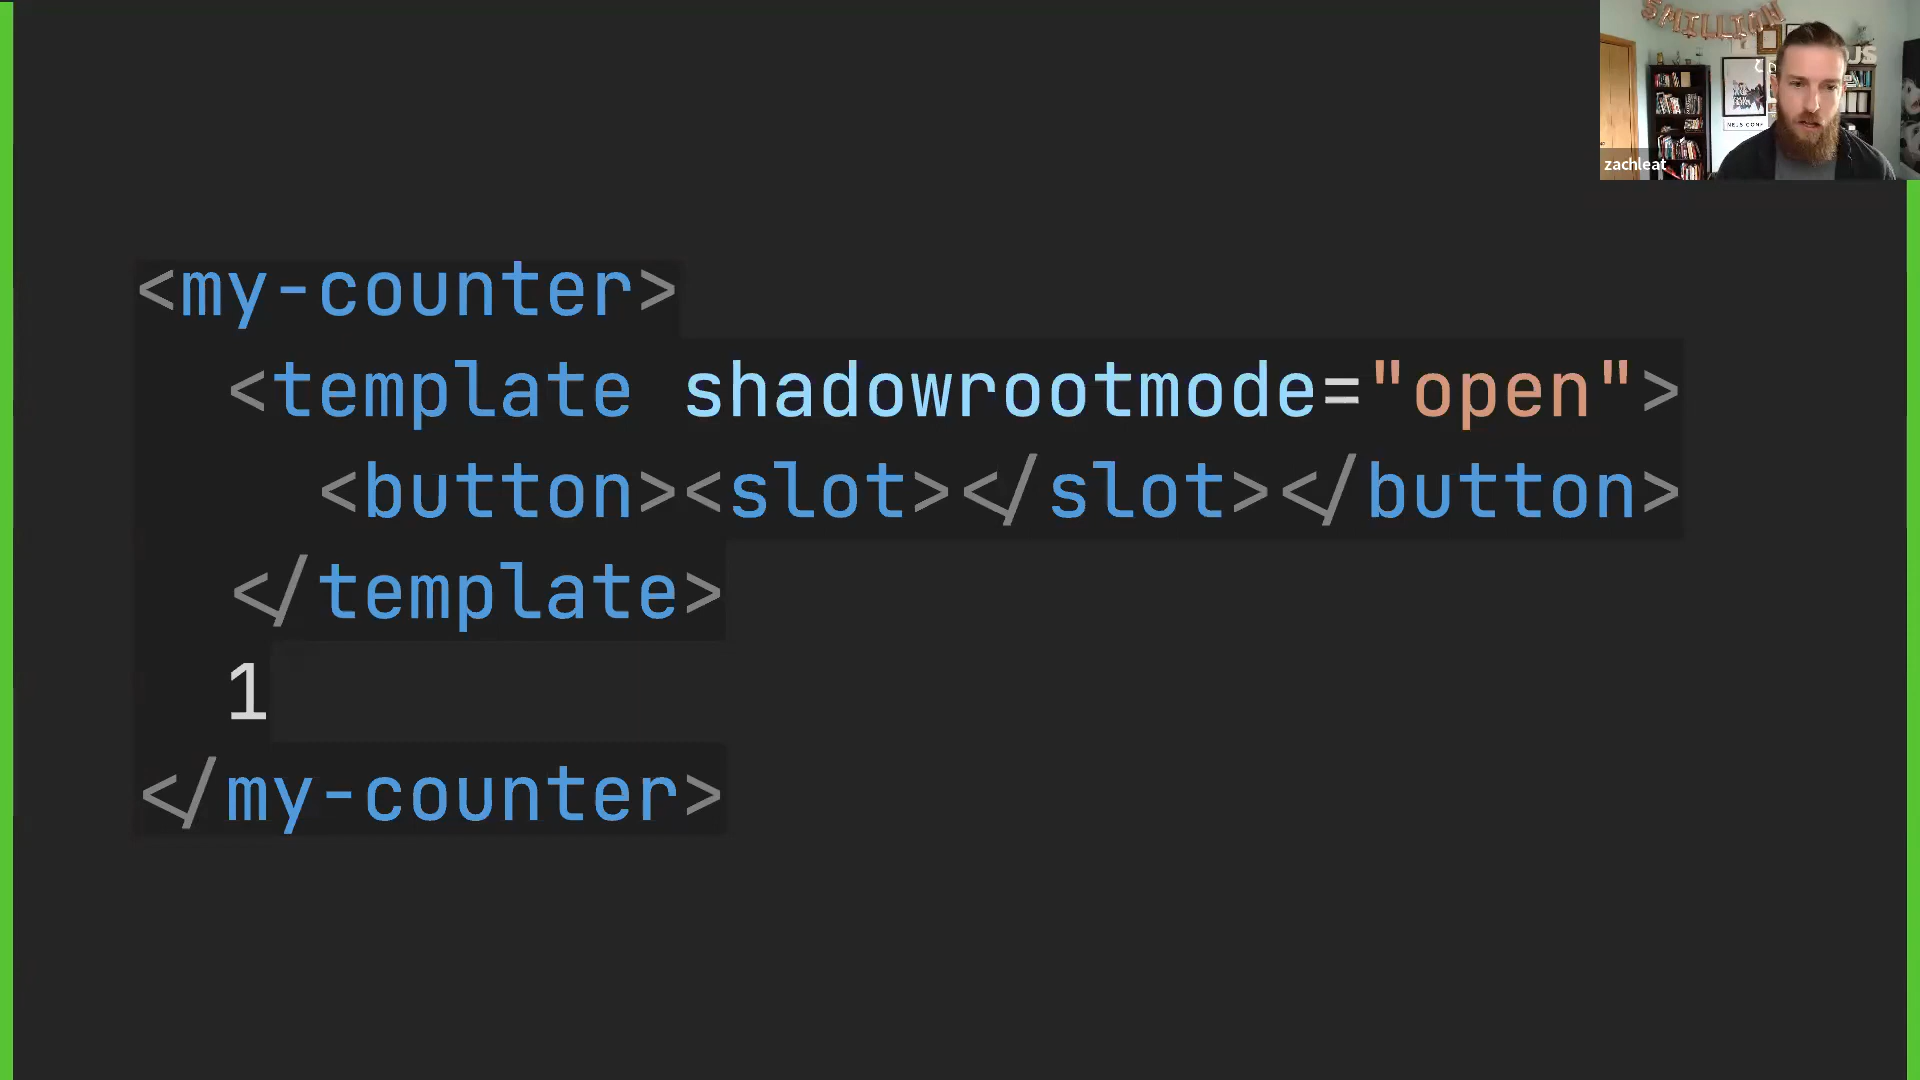 <my-counter>
<template shadowrootmode="open">
<button><slot></slot></button>
</template>
1
</my-counter>
zachleat